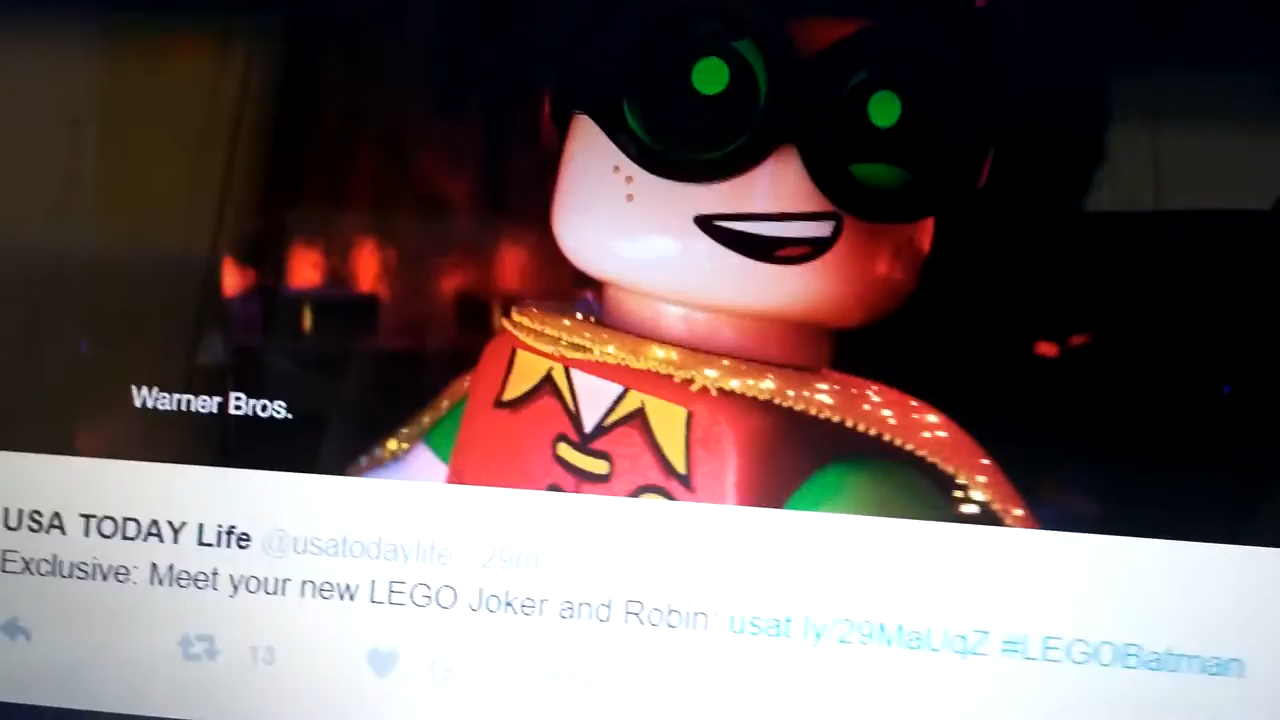 Warner Bros.
USA TODAY Life @usatodaylife 29m
Exclusive: Meet your new LEGO Joker and Robin: usat.ly/29MaUqZ #LEGOBatman
13